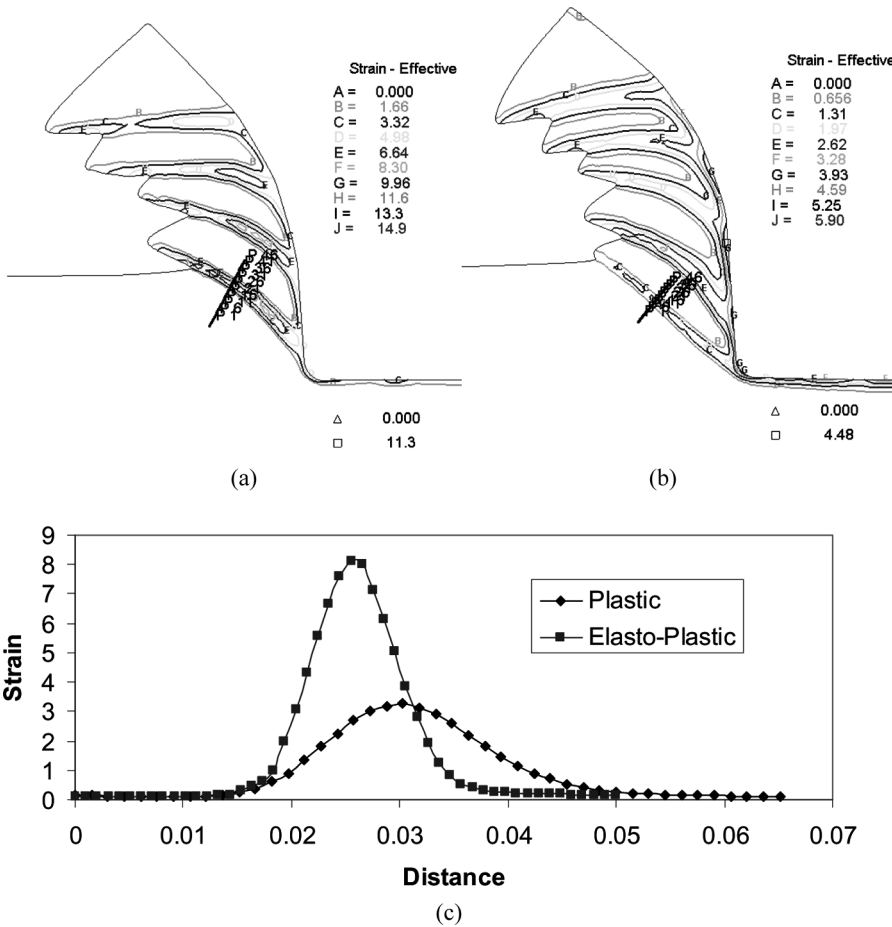 Strain - Effective
A = 0.000
B = 1.66
C = 3.32
D = 4.98
E = 6.64
F = 8.30
G = 9.96
H = 11.6
I = 13.3
J = 14.9
△ 0.000
□ 11.3
(a)
Strain - Effective
A = 0.000
B = 0.656
C = 1.31
D = 1.97
E = 2.62
F = 3.28
G = 3.93
H = 4.59
I = 5.25
J = 5.90
△ 0.000
□ 4.48
(b)
Strain
9
8
7
6
5
4
3
2
1
0
Plastic
Elasto-Plastic
0 0.01 0.02 0.03 0.04 0.05 0.06 0.07
Distance
(c)